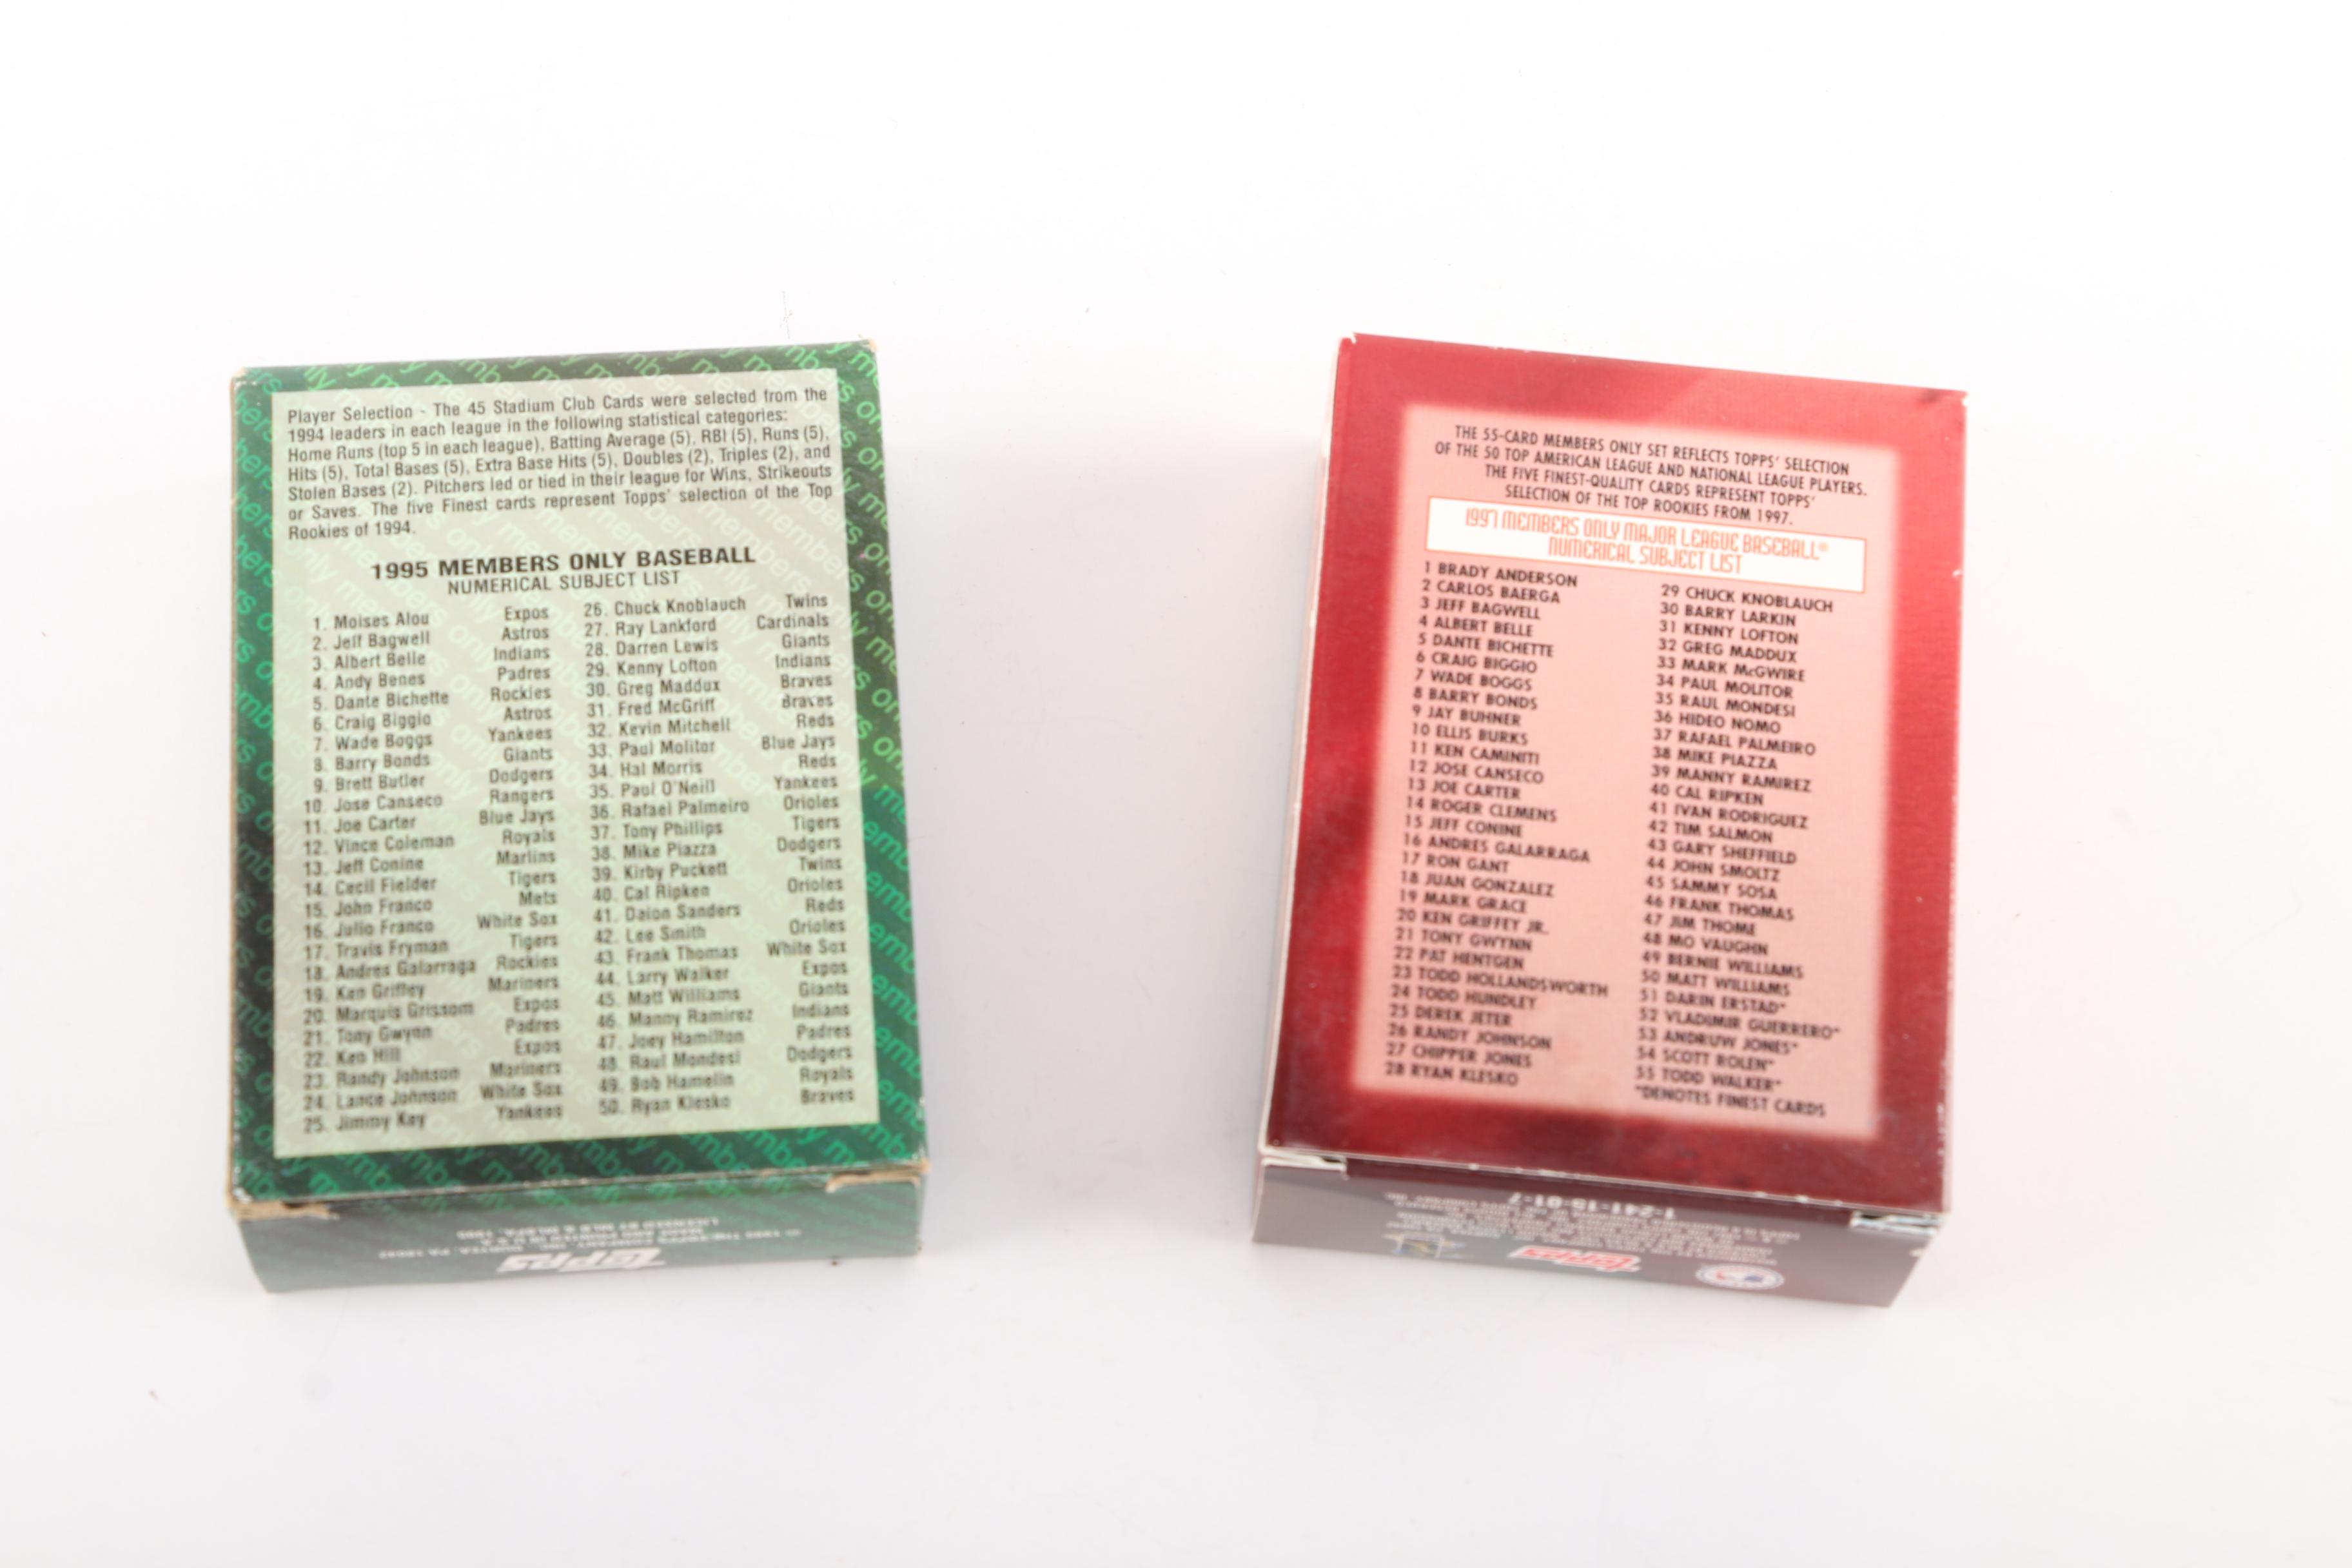 Player Selection - The 45 Stadium Club Cards were selected from the
1994 leaders in each league in the following statistical categories:
Home Runs (top 5 in each league), Batting Average (5), RBI (5), Runs (5),
Hits (5), Total Bases (5), Extra Base Hits (5), Doubles (2), Triples (2), and
Stolen Bases (2). Pitchers led or tied in their league for Wins, Strikeouts
or Saves. The five Finest cards represent Topps' selection of the Top
Rookies of 1994.
1995 MEMBERS ONLY BASEBALL
NUMERICAL SUBJECT LIST
1. Moises Alou Expos
2. Jeff Bagwell Astros
3. Albert Belle Indians
4. Andy Benes Padres
5. Dante Bichette Rockies
6. Craig Biggio Astros
7. Wade Boggs Yankees
8. Barry Bonds Giants
9. Brett Butler Dodgers
10. Jose Canseco Rangers
11. Joe Carter Blue Jays
12. Vince Coleman Royals
13. Jeff Conine Marlins
14. Cecil Fielder Tigers
15. John Franco Mets
16. Julio Franco White Sox
17. Travis Fryman Tigers
18. Andres Galarraga Rockies
19. Ken Griffey Mariners
20. Marquis Grissom Expos
21. Tony Gwynn Padres
22. Ken Hill Expos
23. Randy Johnson Mariners
24. Lance Johnson White Sox
25. Jimmy Key Yankees
26. Chuck Knoblauch Twins
27. Ray Lankford Cardinals
28. Darren Lewis Giants
29. Kenny Lofton Indians
30. Greg Maddux Braves
31. Fred McGriff Braves
32. Kevin Mitchell Reds
33. Paul Molitor Blue Jays
34. Hal Morris Reds
35. Paul O'Neill Yankees
36. Rafael Palmeiro Orioles
37. Tony Phillips Tigers
38. Mike Piazza Dodgers
39. Kirby Puckett Twins
40. Cal Ripken Orioles
41. Deion Sanders Reds
42. Lee Smith Orioles
43. Frank Thomas White Sox
44. Larry Walker Expos
45. Matt Williams Giants
46. Manny Ramirez Indians
47. Joey Hamilton Padres
48. Raul Mondesi Dodgers
49. Bob Hamelin Royals
50. Ryan Klesko Braves
Topps
THE 55-CARD MEMBERS ONLY SET REFLECTS TOPPS' SELECTION
OF THE 50 TOP AMERICAN LEAGUE AND NATIONAL LEAGUE PLAYERS.
THE FIVE FINEST-QUALITY CARDS REPRESENT TOPPS'
SELECTION OF THE TOP ROOKIES FROM 1997.
1997 MEMBERS ONLY MAJOR LEAGUE BASEBALL®
NUMERICAL SUBJECT LIST
1 BRADY ANDERSON
2 CARLOS BAERGA
3 JEFF BAGWELL
4 ALBERT BELLE
5 DANTE BICHETTE
6 CRAIG BIGGIO
7 WADE BOGGS
8 BARRY BONDS
9 JAY BUHNER
10 ELLIS BURKS
11 KEN CAMINITI
12 JOSE CANSECO
13 JOE CARTER
14 ROGER CLEMENS
15 JEFF CONINE
16 ANDRES GALARRAGA
17 RON GANT
18 JUAN GONZALEZ
19 MARK GRACE
20 KEN GRIFFEY JR.
21 TONY GWYNN
22 PAT HENTGEN
23 TODD HOLLANDSWORTH
24 TODD HUNDLEY
25 DEREK JETER
26 RANDY JOHNSON
27 CHIPPER JONES
28 RYAN KLESKO
29 CHUCK KNOBLAUCH
30 BARRY LARKIN
31 KENNY LOFTON
32 GREG MADDUX
33 MARK McGWIRE
34 PAUL MOLITOR
35 RAUL MONDESI
36 HIDEO NOMO
37 RAFAEL PALMEIRO
38 MIKE PIAZZA
39 MANNY RAMIREZ
40 CAL RIPKEN
41 IVAN RODRIGUEZ
42 TIM SALMON
43 GARY SHEFFIELD
44 JOHN SMOLTZ
45 SAMMY SOSA
46 FRANK THOMAS
47 JIM THOME
48 MO VAUGHN
49 BERNIE WILLIAMS
50 MATT WILLIAMS
51 DARIN ERSTAD*
52 VLADIMIR GUERRERO*
53 ANDRUW JONES*
54 SCOTT ROLEN*
55 TODD WALKER*
*DENOTES FINEST CARDS
1-241-15-01-7
Topps